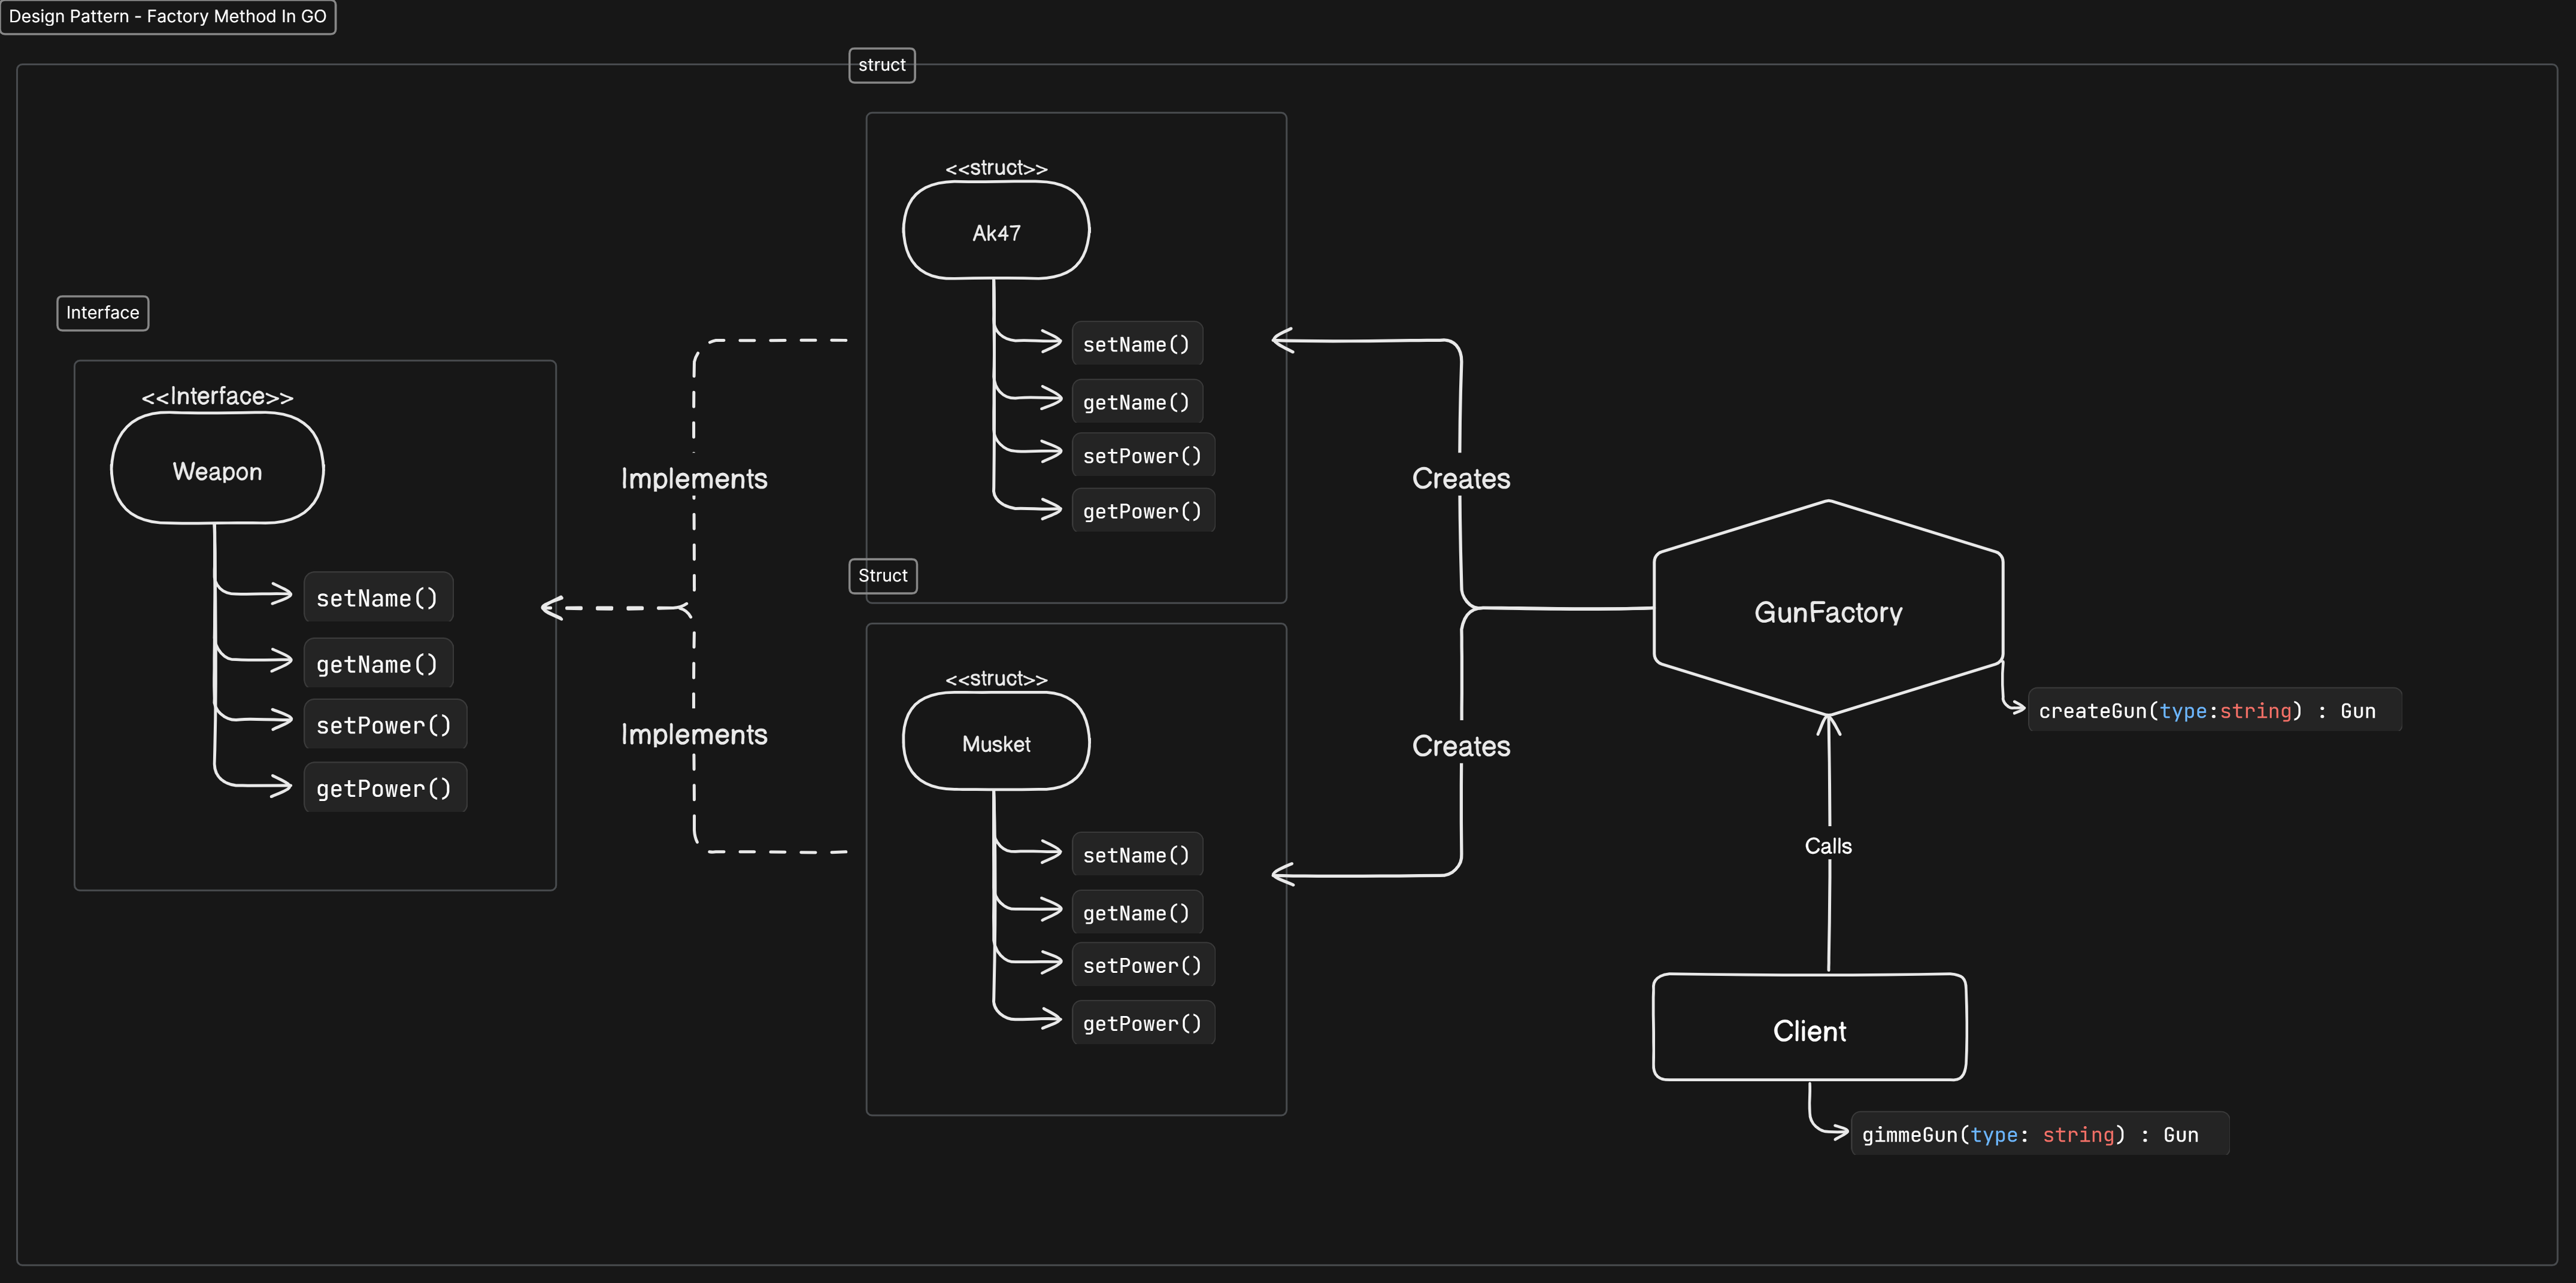 Design Pattern - Factory Method In GO
struct
<<struct>>
Ak47
setName()
getName()
setPower()
getPower()
Interface
<<Interface>>
Weapon
setName()
getName()
setPower()
getPower()
Implements
Implements
Struct
<<struct>>
Musket
setName()
getName()
setPower()
getPower()
Creates
Creates
GunFactory
createGun(type:string) : Gun
Calls
Client
gimmeGun(type: string) : Gun